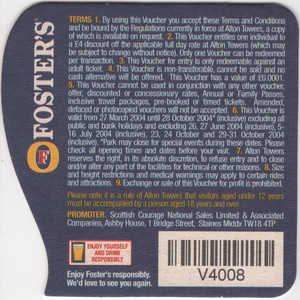 FOSTER'S
TERMS 1. By using this Voucher you accept these Terms and Conditions
and be bound by the Regulations currently in force at Alton Towers, a copy
of which is available on request. 2. This Voucher entitles one individual to
a £4 discount off the applicable full day rate at Alton Towers (which may
be subject to change without notice). Only one Voucher can be redeemed
per transaction. 3. This Voucher for entry is only redeemable against an
adult ticket. 4. This Voucher is non-transferable, cannot be sold and no
cash alternative will be offered. This Voucher has a value of £0.0001.
5. This Voucher cannot be used in conjunction with any other voucher,
offer, discounted or concessionary rates, Annual or Family Passes,
inclusive travel packages, pre-booked or timed tickets. Amended,
defaced or photocopied vouchers will not be accepted. 6. This Voucher is
valid from 27 March 2004 until 28 October 2004* (inclusive) excluding all
public and bank holidays and excluding 26, 27 June 2004 (inclusive), 5-
16 July 2004 (inclusive), 23, 24 October and 29-31 October 2004
(inclusive). *Park may close for special events during these dates. Please
check all opening times and dates before your visit. 7. Alton Towers
reserves the right, in its absolute discretion, to refuse entry and to close
and/or alter any part of the facilities for technical or other reasons. 8. Size
and height restrictions and medical warnings may apply to certain rides
and attractions. 9. Exchange or sale of this Voucher for profit is prohibited.
Please note it is a rule of Alton Towers that visitors aged under 12 years
must be accompanied by a person aged 18 years and over.
PROMOTER. Scottish Courage National Sales Limited & Associated
Companies, Ashby House, 1 Bridge Street, Staines Middx TW18 4TP
ENJOY YOURSELF
AND DRINK
RESPONSIBLY
Enjoy Foster's responsibly.
We'd love to see you again.
V4008